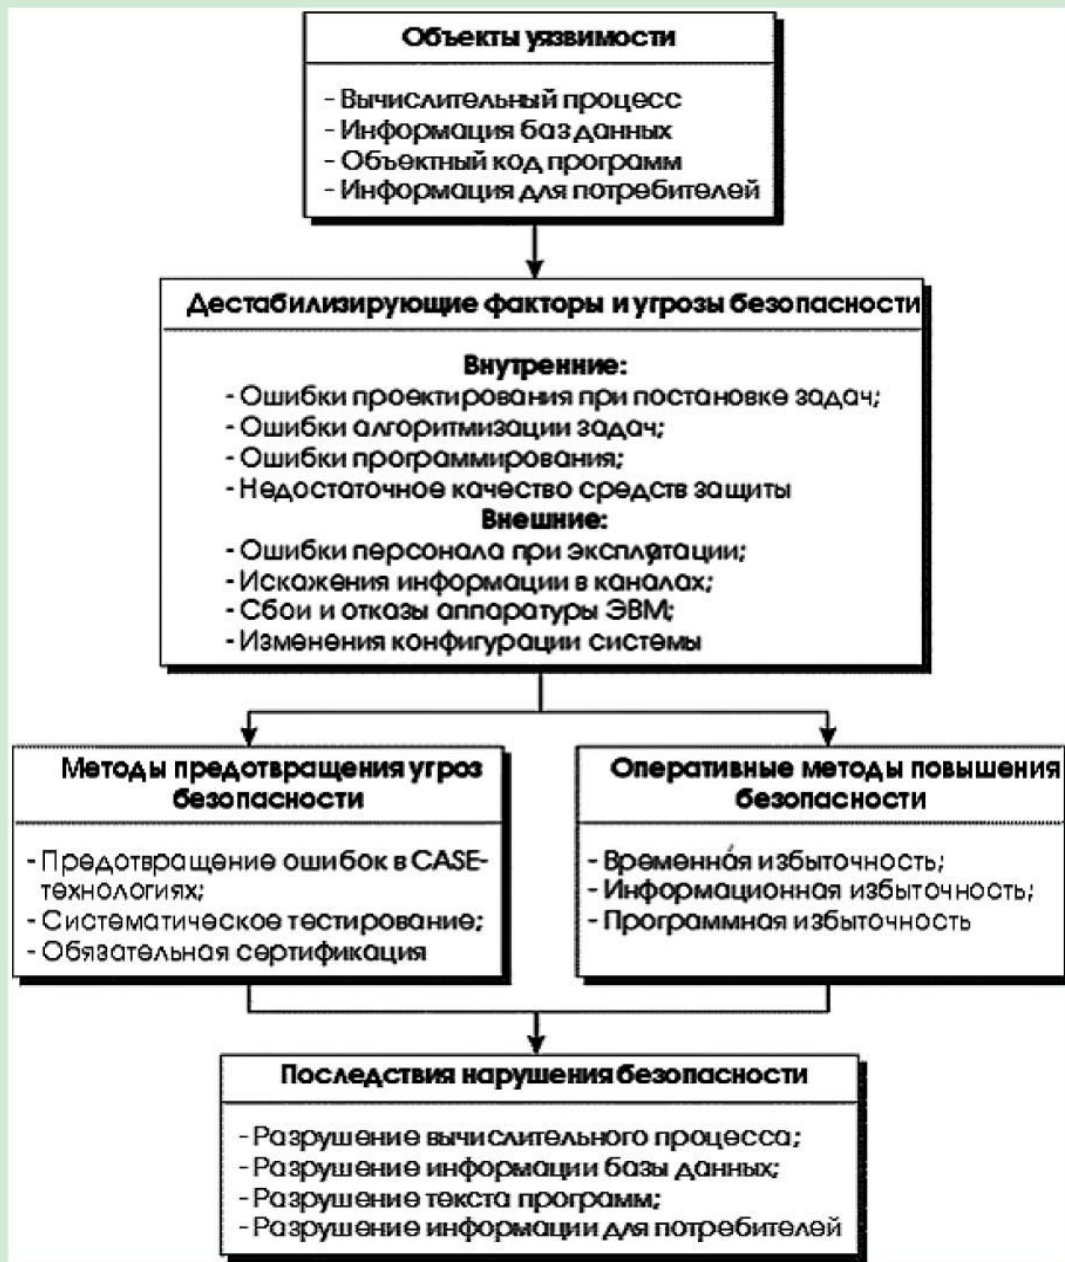 Объекты уязвимости
- Вычислительный процесс
- Информация баз данных
- Объектный код программ
- Информация для потребителей
Дестабилизирующие факторы и угрозы безопасности
Внутренние:
- Ошибки проектирования при постановке задач;
- Ошибки алгоритмизации задач;
- Ошибки программирования;
- Недостаточное качество средств защиты
Внешние:
- Ошибки персонала при эксплуатации;
- Искажения информации в каналах;
- Сбои и отказы аппаратуры ЭВМ;
- Изменения конфигурации системы
Методы предотвращения угроз
безопасности
- Предотвращение ошибок в CASE-
технологиях;
- Систематическое тестирование;
- Обязательная сертификация
Оперативные методы повышения
безопасности
- Временная избыточность;
- Информационная избыточность;
- Программная избыточность
Последствия нарушения безопасности
- Разрушение вычислительного процесса;
- Разрушение информации базы данных;
- Разрушение текста программ;
- Разрушение информации для потребителей